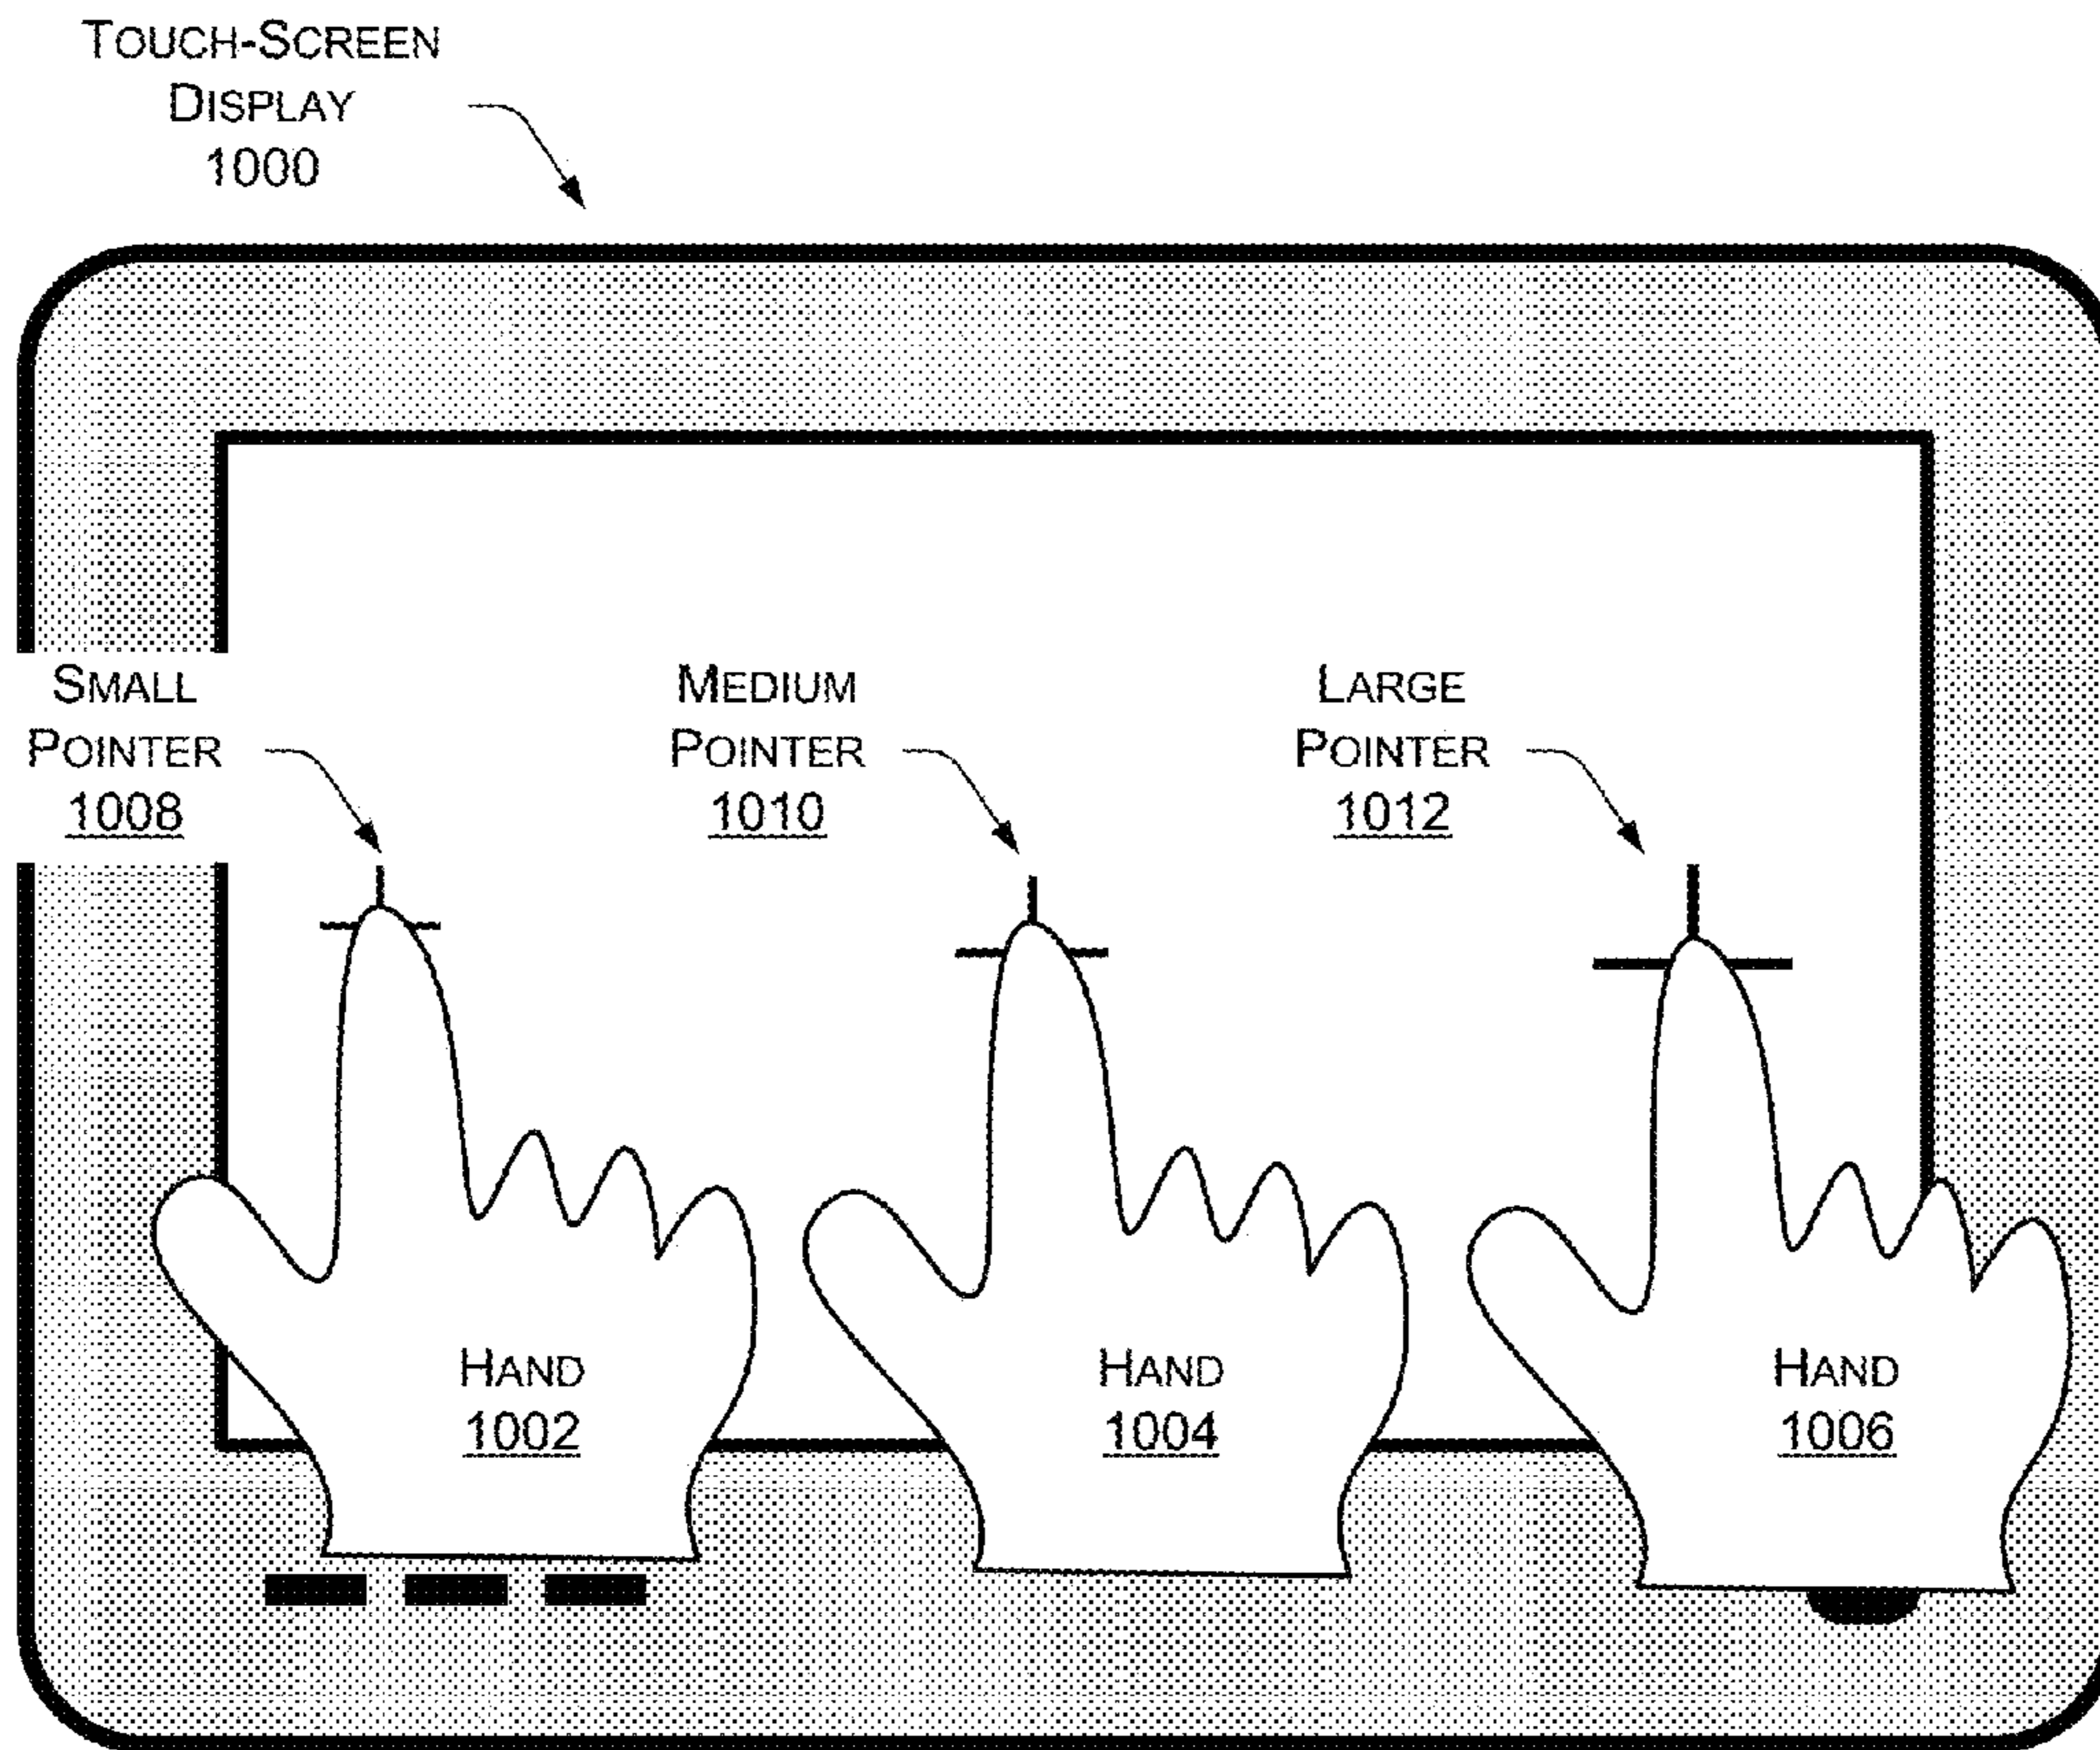 TOUCH-SCREEN
DISPLAY
1000
SMALL
POINTER
1008
MEDIUM
POINTER
1010
LARGE
POINTER
1012
HAND
1002
HAND
1004
HAND
1006